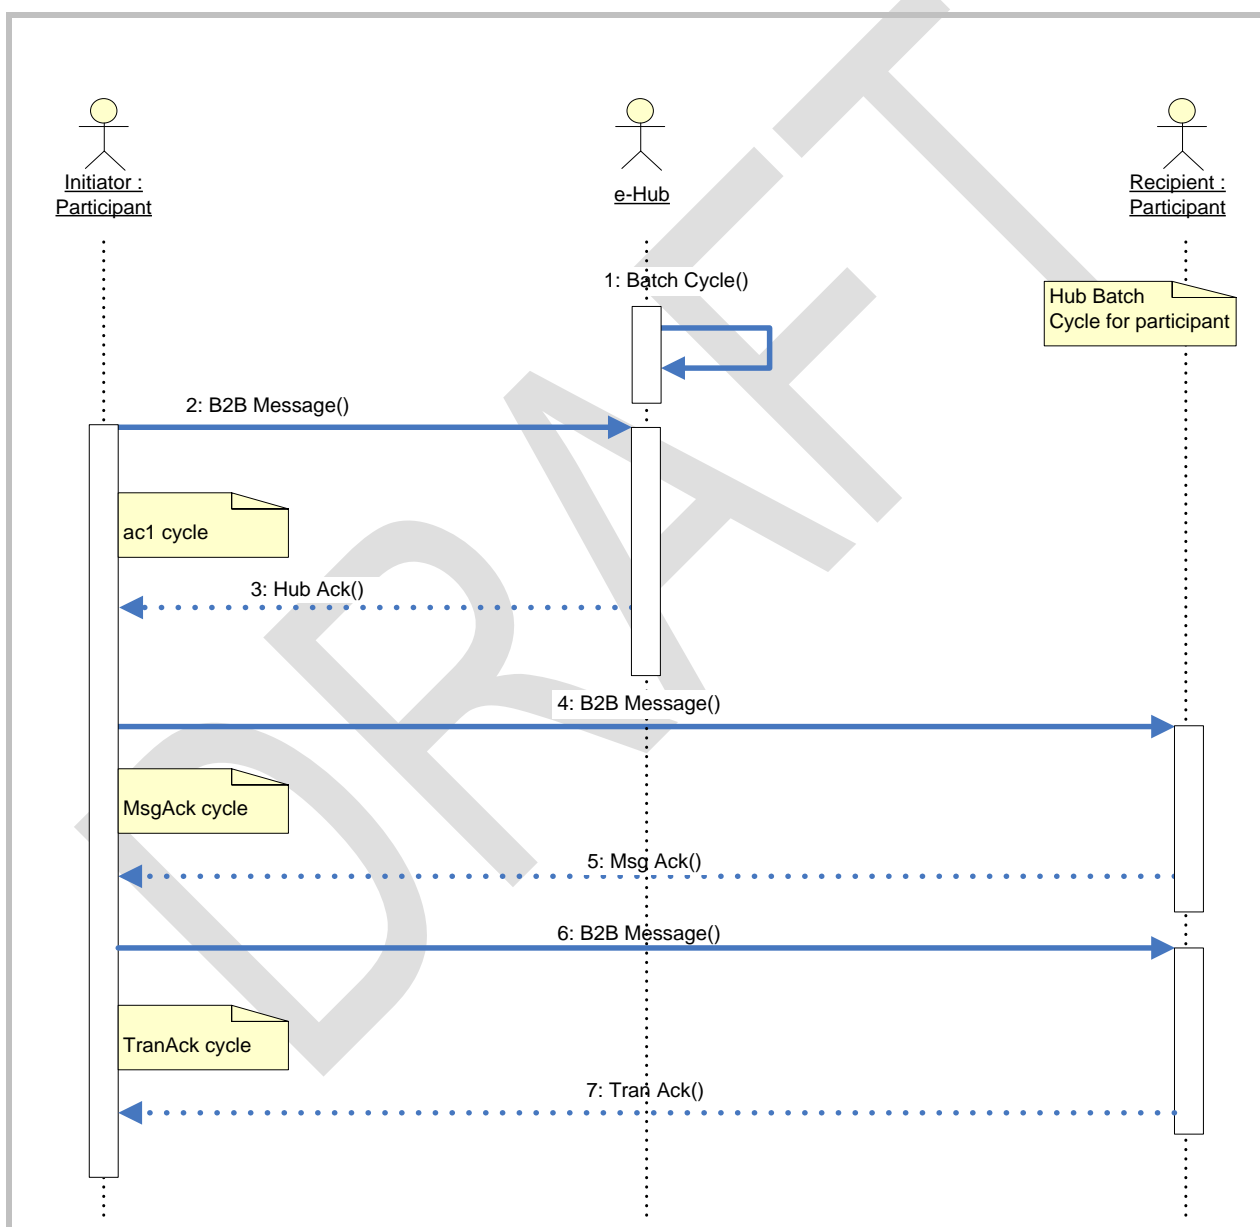 Initiator :
Participant
e-Hub
Recipient :
Participant
1: Batch Cycle()
Hub Batch
Cycle for participant
2: B2B Message()
ac1 cycle
3: Hub Ack()
4: B2B Message()
MsgAck cycle
5: Msg Ack()
6: B2B Message()
TranAck cycle
7: Tran Ack()
DRAFT